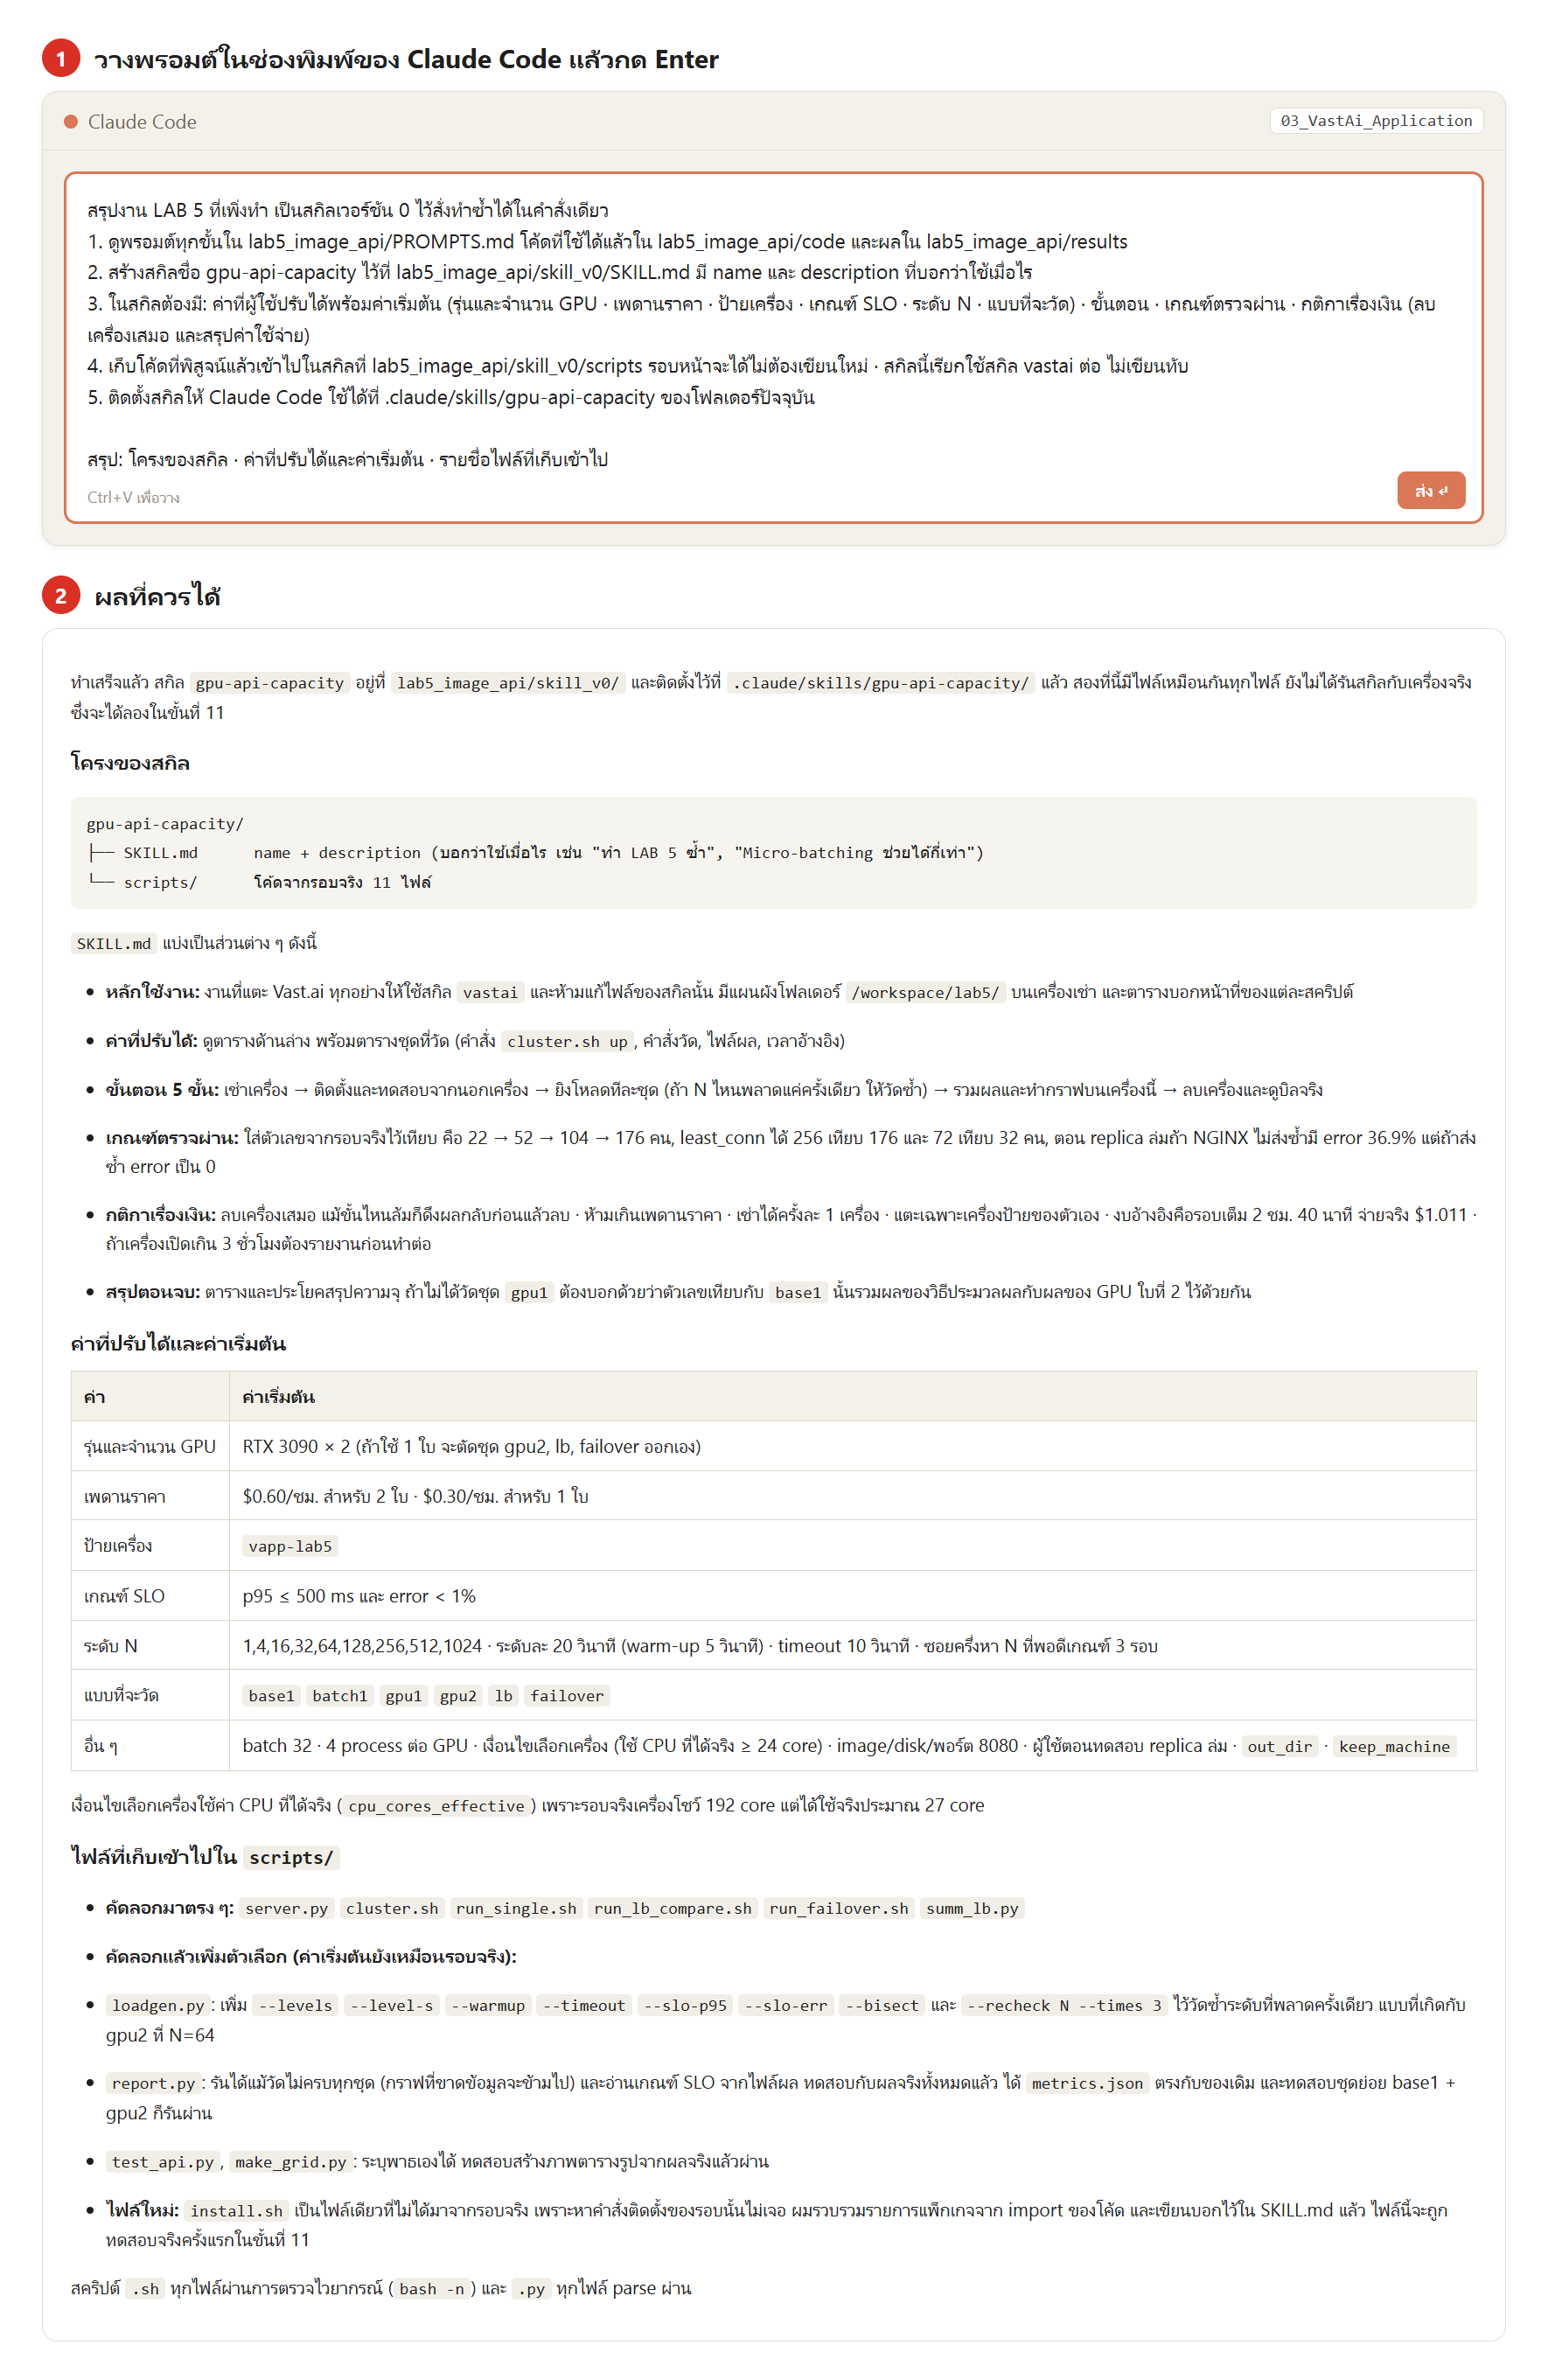 1 วางพรอมต์ในช่องพิมพ์ของ Claude Code แล้วกด Enter
Claude Code 03_VastAi_Application
สรุปงาน LAB 5 ที่เพิ่งทำ เป็นสกิลเวอร์ชัน 0 ไว้สั่งทำซ้ำได้ในคำสั่งเดียว
1. ดูพรอมต์ทุกขั้นใน lab5_image_api/PROMPTS.md โค้ดที่ใช้ได้แล้วใน lab5_image_api/code และผลใน lab5_image_api/results
2. สร้างสกิลชื่อ gpu-api-capacity ไว้ที่ lab5_image_api/skill_v0/SKILL.md มี name และ description ที่บอกว่าใช้เมื่อไร
3. ในสกิลต้องมี: ค่าที่ผู้ใช้ปรับได้พร้อมค่าเริ่มต้น (รุ่นและจำนวน GPU · เพดานราคา · ป้ายเครื่อง · เกณฑ์ SLO · ระดับ N · แบบที่จะวัด) · ขั้นตอน · เกณฑ์ตรวจผ่าน · กติกาเรื่องเงิน (ลบ
เครื่องเสมอ และสรุปค่าใช้จ่าย)
4. เก็บโค้ดที่พิสูจน์แล้วเข้าไปในสกิลที่ lab5_image_api/skill_v0/scripts รอบหน้าจะได้ไม่ต้องเขียนใหม่ · สกิลนี้เรียกใช้สกิล vastai ต่อ ไม่เขียนทับ
5. ติดตั้งสกิลให้ Claude Code ใช้ได้ที่ .claude/skills/gpu-api-capacity ของโฟลเดอร์ปัจจุบัน
สรุป: โครงของสกิล · ค่าที่ปรับได้และค่าเริ่มต้น · รายชื่อไฟล์ที่เก็บเข้าไป
Ctrl+V เพื่อวาง
ส่ง ⏎
2 ผลที่ควรได้
ทำเสร็จแล้ว สกิล gpu-api-capacity อยู่ที่ lab5_image_api/skill_v0/ และติดตั้งไว้ที่ .claude/skills/gpu-api-capacity/ แล้ว สองที่นี้มีไฟล์เหมือนกันทุกไฟล์ ยังไม่ได้รันสกิลกับเครื่องจริง
ซึ่งจะได้ลองในขั้นที่ 11
โครงของสกิล
gpu-api-capacity/
├── SKILL.md name + description (บอกว่าใช้เมื่อไร เช่น "ทำ LAB 5 ซ้ำ", "Micro-batching ช่วยได้กี่เท่า")
└── scripts/ โค้ดจากรอบจริง 11 ไฟล์
SKILL.md แบ่งเป็นส่วนต่าง ๆ ดังนี้
• หลักใช้งาน: งานที่แตะ Vast.ai ทุกอย่างให้ใช้สกิล vastai และห้ามแก้ไฟล์ของสกิลนั้น มีแผนผังโฟลเดอร์ /workspace/lab5/ บนเครื่องเช่า และตารางบอกหน้าที่ของแต่ละสคริปต์
• ค่าที่ปรับได้: ดูตารางด้านล่าง พร้อมตารางชุดที่วัด (คำสั่ง cluster.sh up, คำสั่งวัด, ไฟล์ผล, เวลาอ้างอิง)
• ขั้นตอน 5 ขั้น: เช่าเครื่อง → ติดตั้งและทดสอบจากนอกเครื่อง → ยิงโหลดทีละชุด (ถ้า N ไหนพลาดแค่ครั้งเดียว ให้วัดซ้ำ) → รวมผลและทำกราฟบนเครื่องนี้ → ลบเครื่องและดูบิลจริง
• เกณฑ์ตรวจผ่าน: ใส่ตัวเลขจากรอบจริงไว้เทียบ คือ 22 → 52 → 104 → 176 คน, least_conn ได้ 256 เทียบ 176 และ 72 เทียบ 32 คน, ตอน replica ล่มถ้า NGINX ไม่ส่งซ้ำมี error 36.9% แต่ถ้าส่ง
ซ้ำ error เป็น 0
• กติกาเรื่องเงิน: ลบเครื่องเสมอ แม้ขั้นไหนล้มก็ดึงผลกลับก่อนแล้วลบ · ห้ามเกินเพดานราคา · เช่าได้ครั้งละ 1 เครื่อง · แตะเฉพาะเครื่องป้ายของตัวเอง · งบอ้างอิงคือรอบเต็ม 2 ชม. 40 นาที จ่ายจริง $1.011 ·
ถ้าเครื่องเปิดเกิน 3 ชั่วโมงต้องรายงานก่อนทำต่อ
• สรุปตอนจบ: ตารางและประโยคสรุปความจุ ถ้าไม่ได้วัดชุด gpu1 ต้องบอกด้วยว่าตัวเลขเทียบกับ base1 นั้นรวมผลของวิธีประมวลผลกับผลของ GPU ใบที่ 2 ไว้ด้วยกัน
ค่าที่ปรับได้และค่าเริ่มต้น
ค่า ค่าเริ่มต้น
รุ่นและจำนวน GPU RTX 3090 × 2 (ถ้าใช้ 1 ใบ จะตัดชุด gpu2, lb, failover ออกเอง)
เพดานราคา $0.60/ชม. สำหรับ 2 ใบ · $0.30/ชม. สำหรับ 1 ใบ
ป้ายเครื่อง vapp-lab5
เกณฑ์ SLO p95 ≤ 500 ms และ error < 1%
ระดับ N 1,4,16,32,64,128,256,512,1024 · ระดับละ 20 วินาที (warm-up 5 วินาที) · timeout 10 วินาที · ซอยครึ่งหา N ที่พอดีเกณฑ์ 3 รอบ
แบบที่จะวัด base1 batch1 gpu1 gpu2 lb failover
อื่น ๆ batch 32 · 4 process ต่อ GPU · เงื่อนไขเลือกเครื่อง (ใช้ CPU ที่ได้จริง ≥ 24 core) · image/disk/พอร์ต 8080 · ผู้ใช้ตอนทดสอบ replica ล่ม · out_dir · keep_machine
เงื่อนไขเลือกเครื่องใช้ค่า CPU ที่ได้จริง (cpu_cores_effective) เพราะรอบจริงเครื่องโชว์ 192 core แต่ได้ใช้จริงประมาณ 27 core
ไฟล์ที่เก็บเข้าไปใน scripts/
• คัดลอกมาตรง ๆ: server.py cluster.sh run_single.sh run_lb_compare.sh run_failover.sh summ_lb.py
• คัดลอกแล้วเพิ่มตัวเลือก (ค่าเริ่มต้นยังเหมือนรอบจริง):
• loadgen.py: เพิ่ม --levels --level-s --warmup --timeout --slo-p95 --slo-err --bisect และ --recheck N --times 3 ไว้วัดซ้ำระดับที่พลาดครั้งเดียว แบบที่เกิดกับ
gpu2 ที่ N=64
• report.py: รันได้แม้วัดไม่ครบทุกชุด (กราฟที่ขาดข้อมูลจะข้ามไป) และอ่านเกณฑ์ SLO จากไฟล์ผล ทดสอบกับผลจริงทั้งหมดแล้ว ได้ metrics.json ตรงกับของเดิม และทดสอบชุดย่อย base1 +
gpu2 ก็รันผ่าน
• test_api.py, make_grid.py: ระบุพาธเองได้ ทดสอบสร้างภาพตารางรูปจากผลจริงแล้วผ่าน
• ไฟล์ใหม่: install.sh เป็นไฟล์เดียวที่ไม่ได้มาจากรอบจริง เพราะหาคำสั่งติดตั้งของรอบนั้นไม่เจอ ผมรวบรวมรายการแพ็กเกจจาก import ของโค้ด และเขียนบอกไว้ใน SKILL.md แล้ว ไฟล์นี้จะถูก
ทดสอบจริงครั้งแรกในขั้นที่ 11
สคริปต์ .sh ทุกไฟล์ผ่านการตรวจไวยากรณ์ (bash -n) และ .py ทุกไฟล์ parse ผ่าน